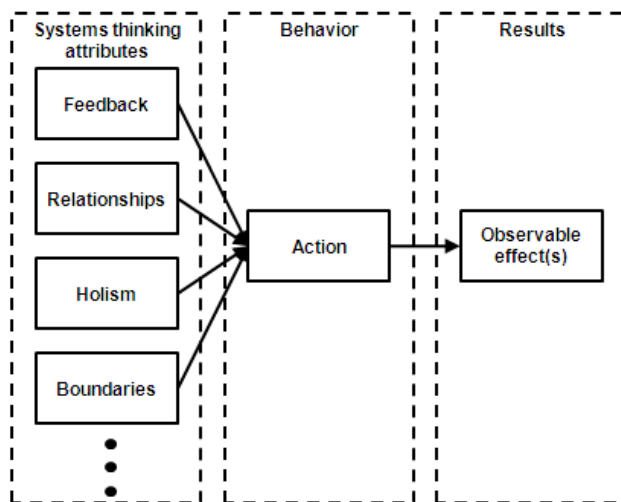 Systems thinking
attributes
Behavior
Results
Feedback
Relationships
Holism
Boundaries
Action
Observable
effect(s)